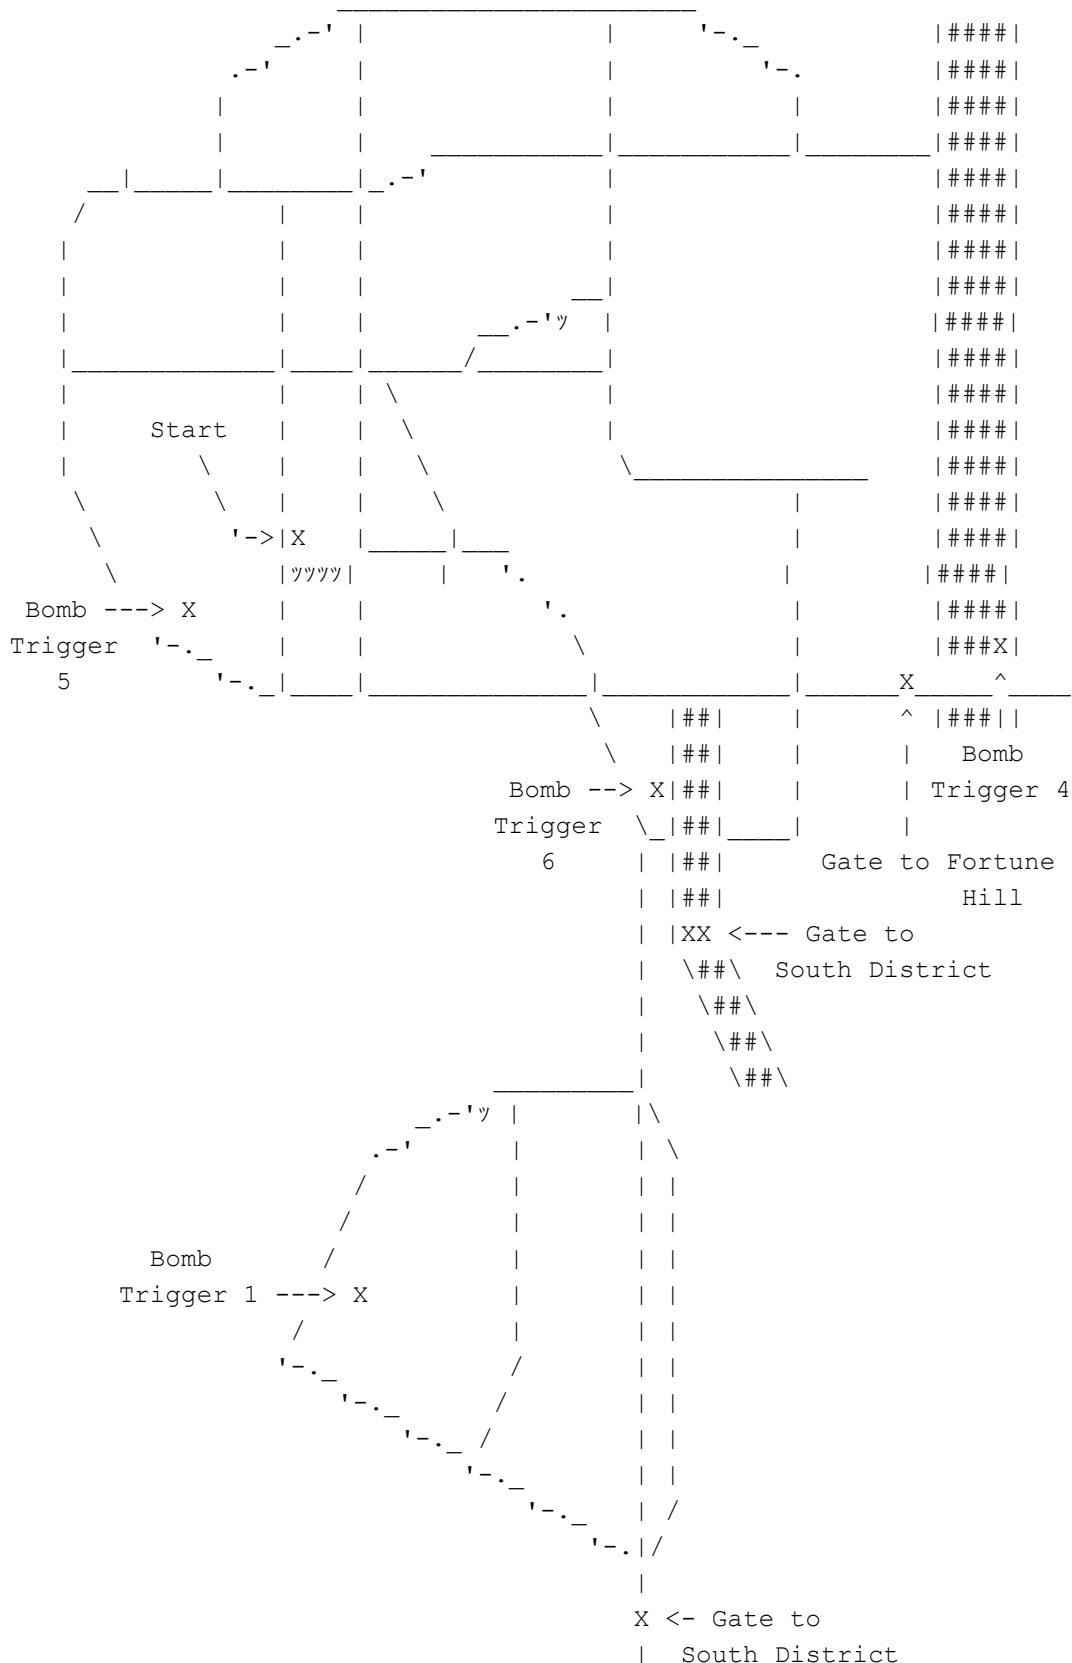 Start
Bomb ---> X
Trigger
5
X
X
X
Bomb
Bomb --> X
Trigger 4
Trigger
6
Gate to Fortune
Hill
XX <--- Gate to
South District
Bomb
Trigger 1 ---> X
X <- Gate to
South District